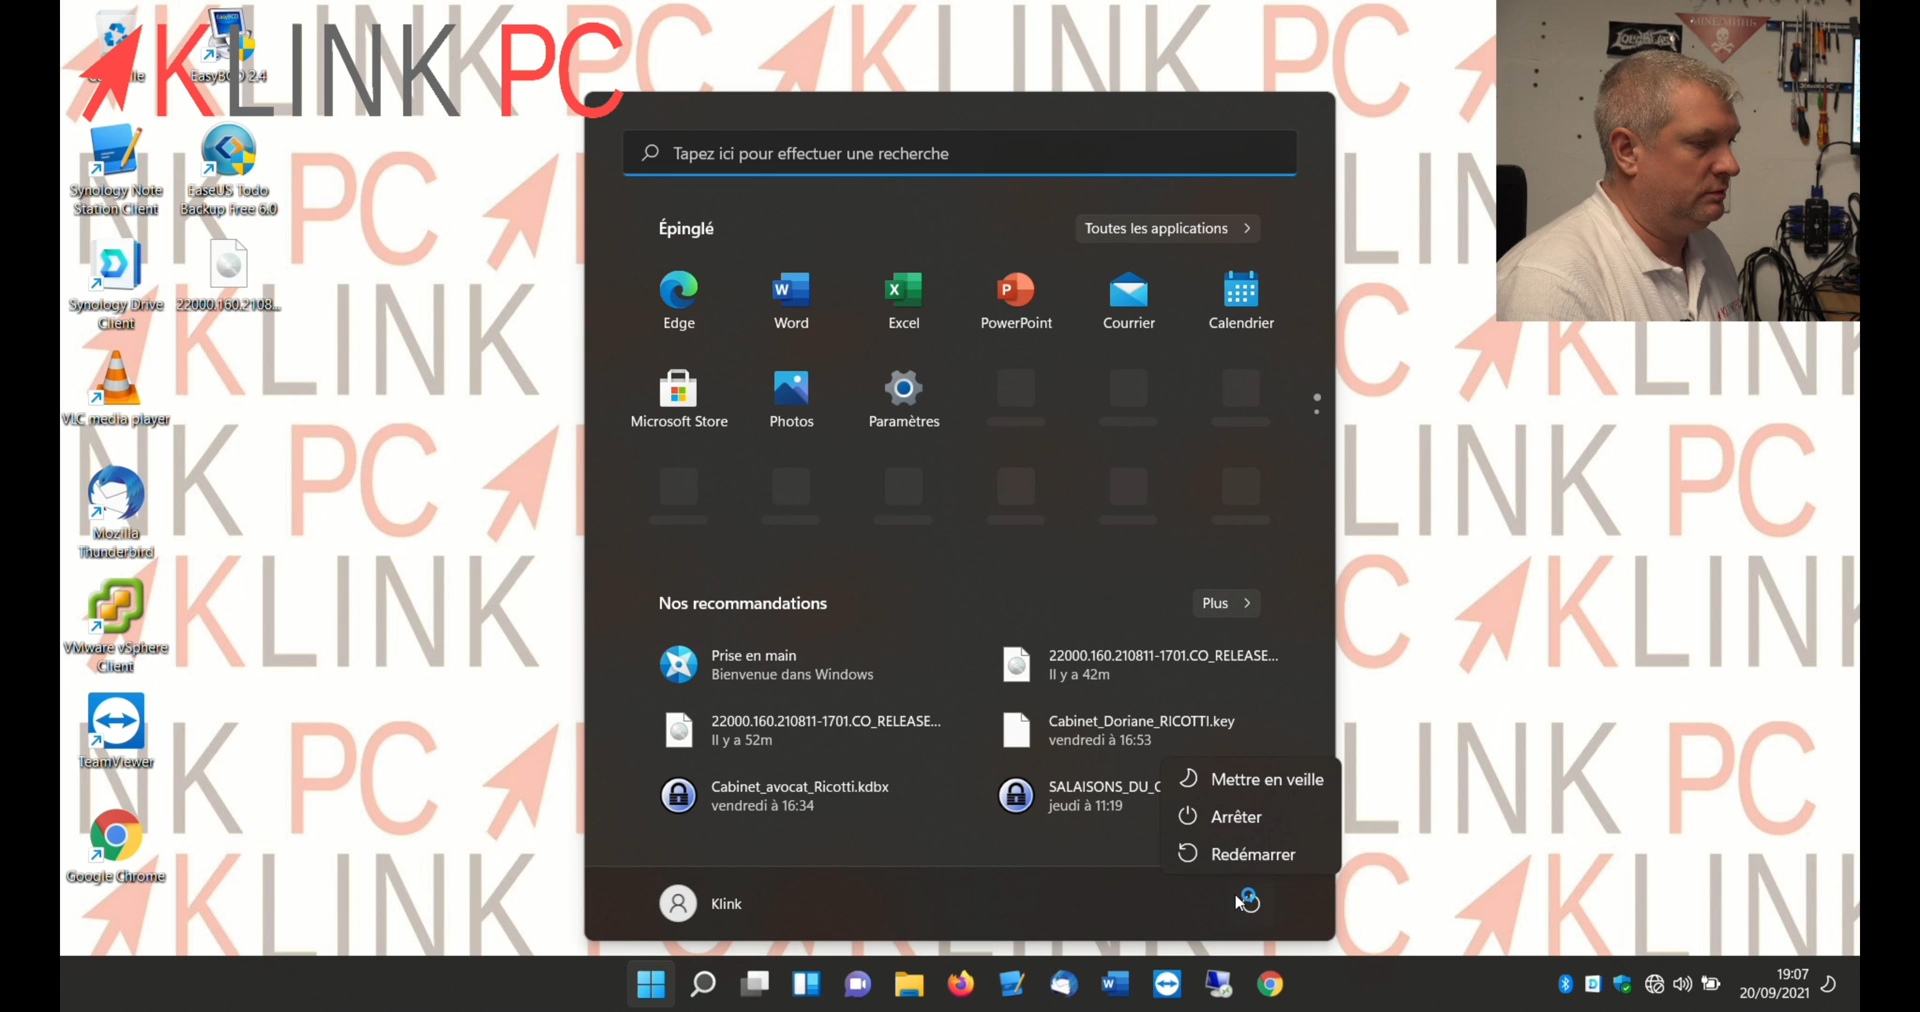 KLINK PC
EasyBCD 2.4
Synology Note
Station Client
EaseUS Todo
Backup Free 6.0
Synology Drive
Client
22000.160.2108...
VLC media player
Mozilla
Thunderbird
VMware vSphere
Client
TeamViewer
Google Chrome
Tapez ici pour effectuer une recherche
Épinglé
Toutes les applications
Edge
Word
Excel
PowerPoint
Courrier
Calendrier
Microsoft Store
Photos
Paramètres
Nos recommandations
Plus
Prise en main
Bienvenue dans Windows
22000.160.210811-1701.CO_RELEASE...
Il y a 42m
22000.160.210811-1701.CO_RELEASE...
Il y a 52m
Cabinet_Doriane_RICOTTI.key
vendredi à 16:53
Cabinet_avocat_Ricotti.kdbx
vendredi à 16:34
SALAISONS_DU_
jeudi à 11:19
Mettre en veille
Arrêter
Redémarrer
Klink
19:07
20/09/2021